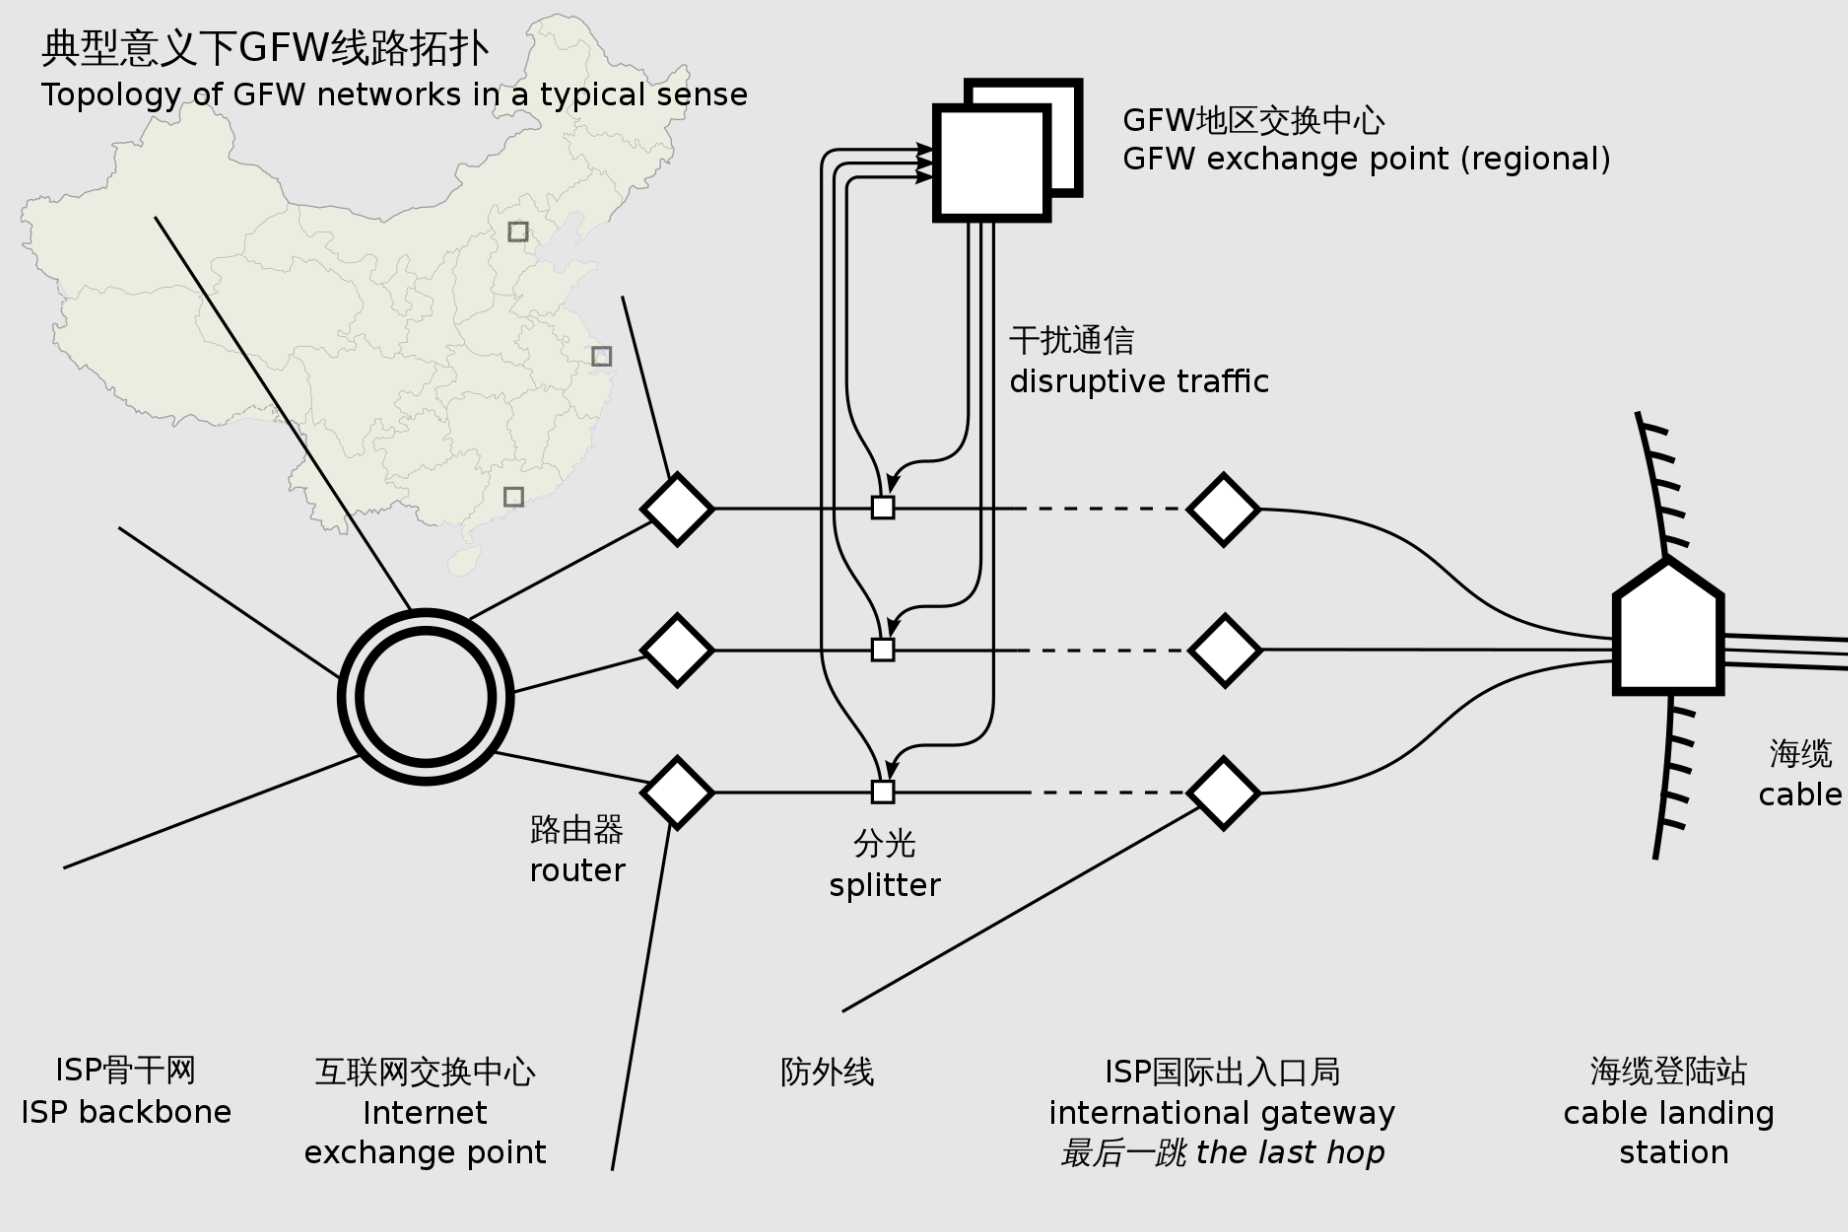 典型意义下GFW线路拓扑
Topology of GFW networks in a typical sense
GFW地区交换中心
GFW exchange point (regional)
干扰通信
disruptive traffic
海缆
cable
路由器
router
分光
splitter
ISP骨干网
ISP backbone
互联网交换中心
Internet
exchange point
防外线
ISP国际出入口局
international gateway
最后一跳 the last hop
海缆登陆站
cable landing
station